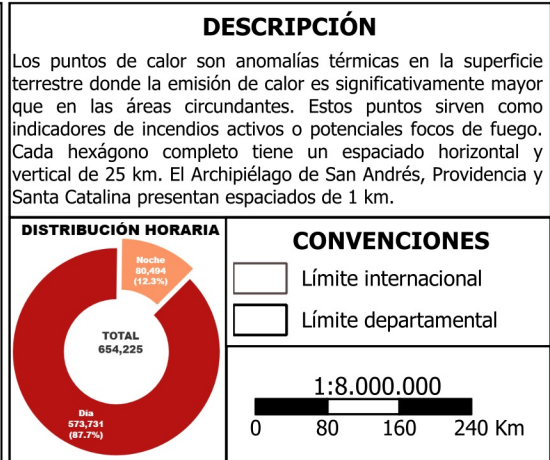 DESCRIPCIÓN
Los puntos de calor son anomalías térmicas en la superficie
terrestre donde la emisión de calor es significativamente mayor
que en las áreas circundantes. Estos puntos sirven como
indicadores de incendios activos o potenciales focos de fuego.
Cada hexágono completo tiene un espaciado horizontal y
vertical de 25 km. El Archipiélago de San Andrés, Providencia y
Santa Catalina presentan espaciados de 1 km.
DISTRIBUCIÓN HORARIA
Noche
80,494
(12.3%)
TOTAL
654,225
Día
573,731
(87.7%)
CONVENCIONES
Límite internacional
Límite departamental
1:8.000.000
0 80 160 240 Km